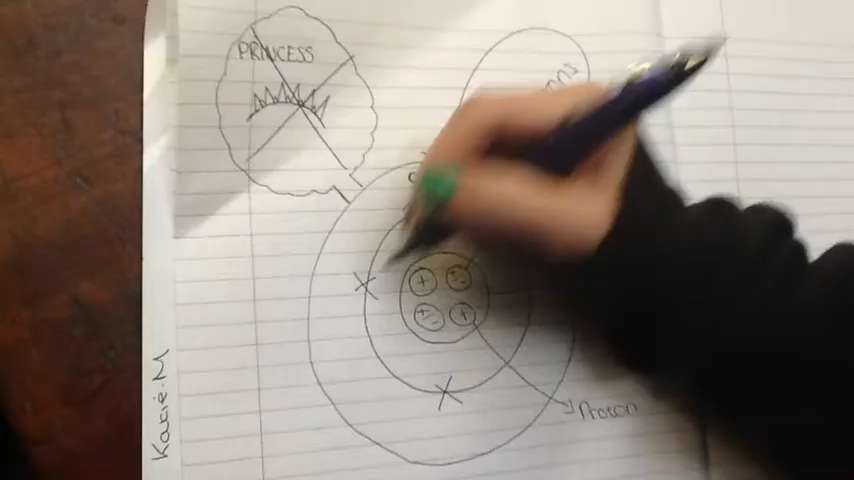 PRINCESS
+
+
Proton
Katie.M